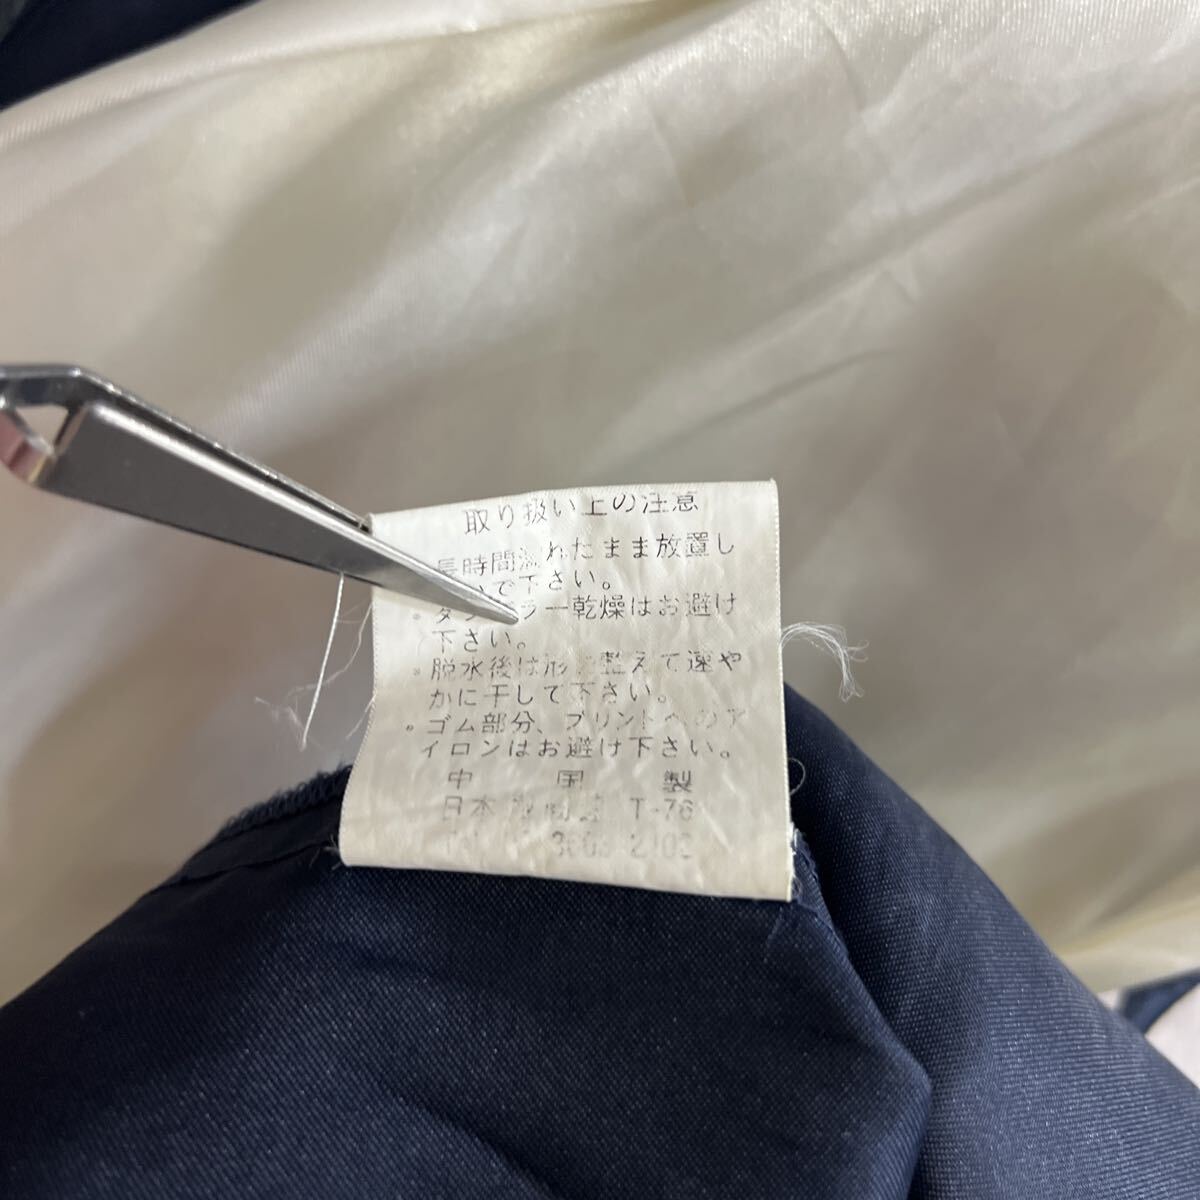 取り扱い上の注意
長時間濡れたまま放置し
で下さい。
。タンブラー乾燥はお避け
下さい。
。脱水後は形を整えて速や
かに干して下さい。
。ゴム部分、プリントへのア
イロンはお避け下さい。
中 国 製
日本 T-76